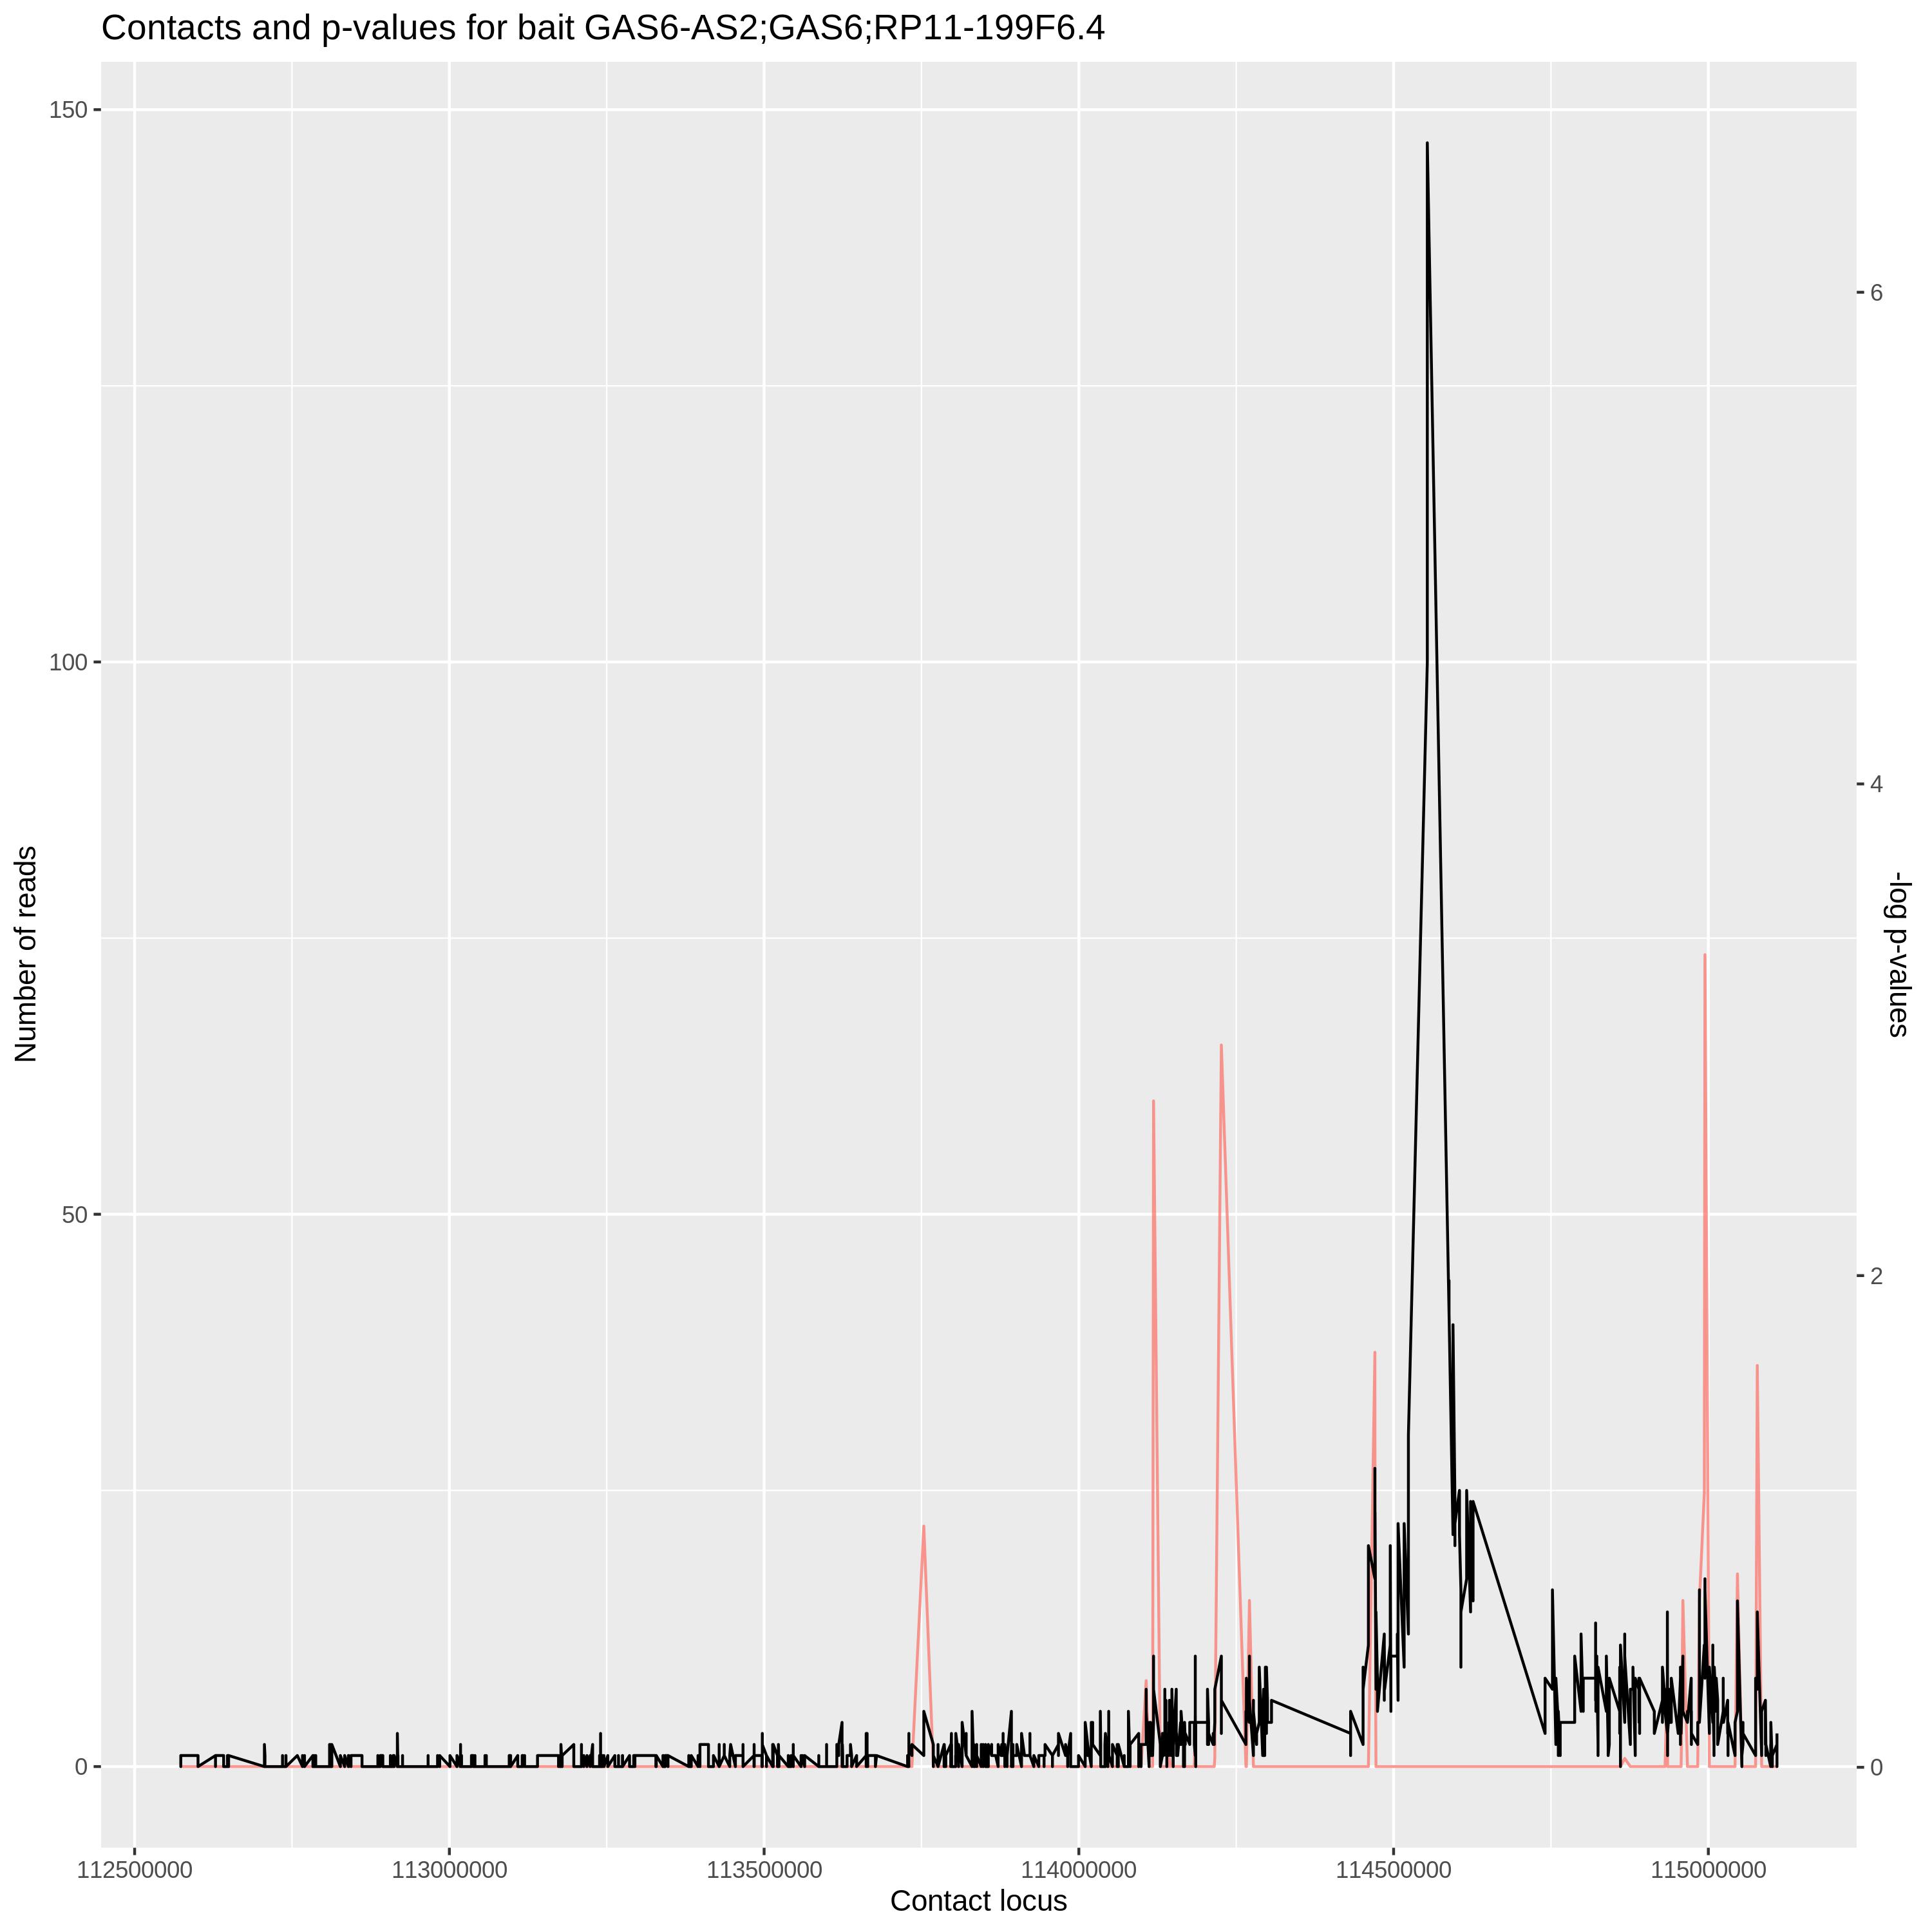 Contacts and p-values for bait GAS6-AS2;GAS6;RP11-199F6.4
150
100
50
0
Number of reads
6
4
2
0
-log p-values
112500000 113000000 113500000 114000000 114500000 115000000
Contact locus